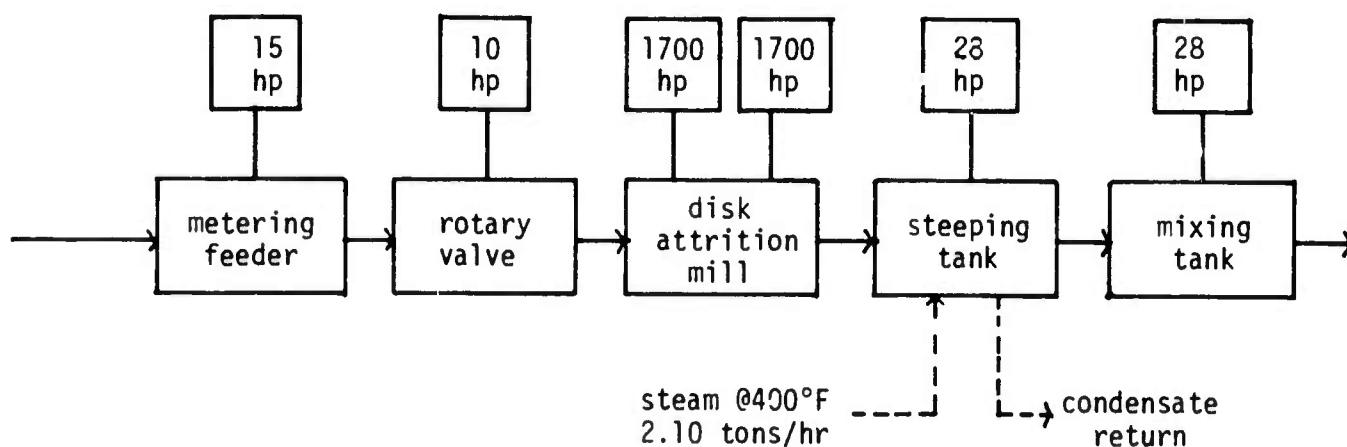 15
hp
10
hp
1700
hp
1700
hp
28
hp
28
hp
metering
feeder
rotary
valve
disk
attrition
mill
steeping
tank
mixing
tank
steam @400°F
2.10 tons/hr
condensate
return